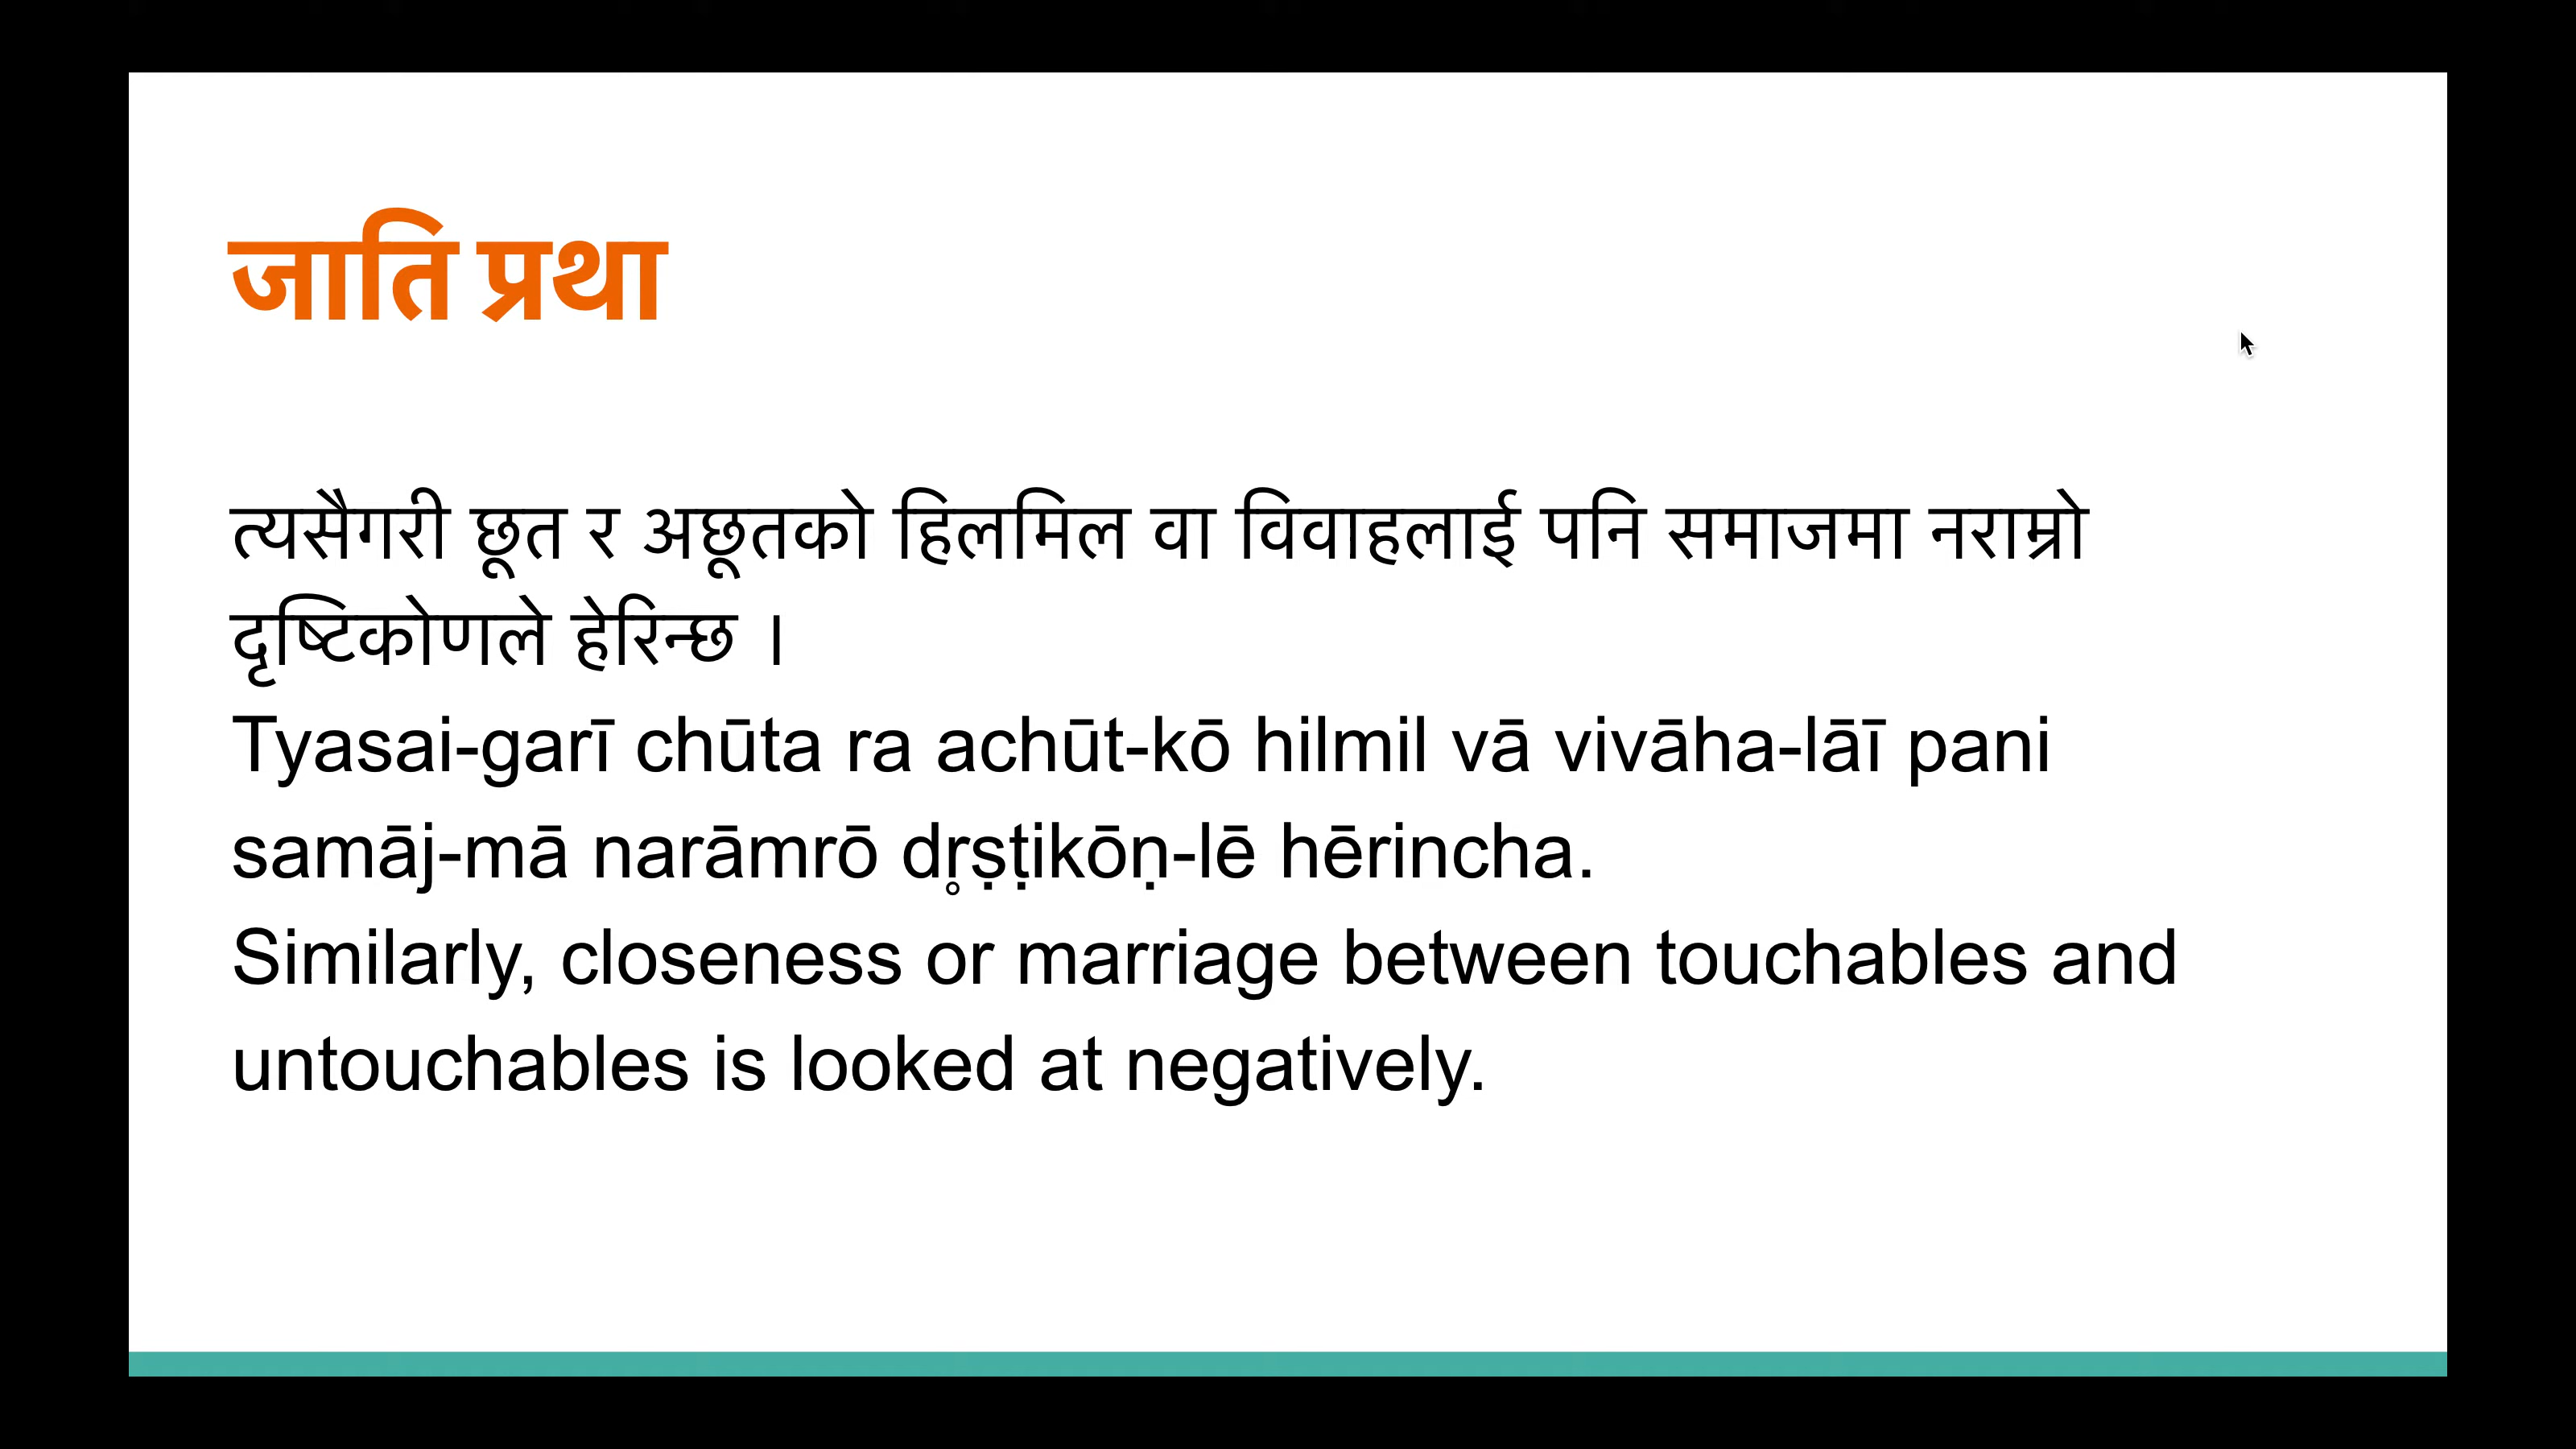 जाति प्रथा
त्यसैगरी छूत र अछूतको हिलमिल वा विवाहलाई पनि समाजमा नराम्रो
दृष्टिकोणले हेरिन्छ ।
Tyasai-garī chūta ra achūt-kō hilmil vā vivāha-lāī pani
samāj-mā narāmrō dr̥ṣṭikōṇ-lē hērincha.
Similarly, closeness or marriage between touchables and
untouchables is looked at negatively.